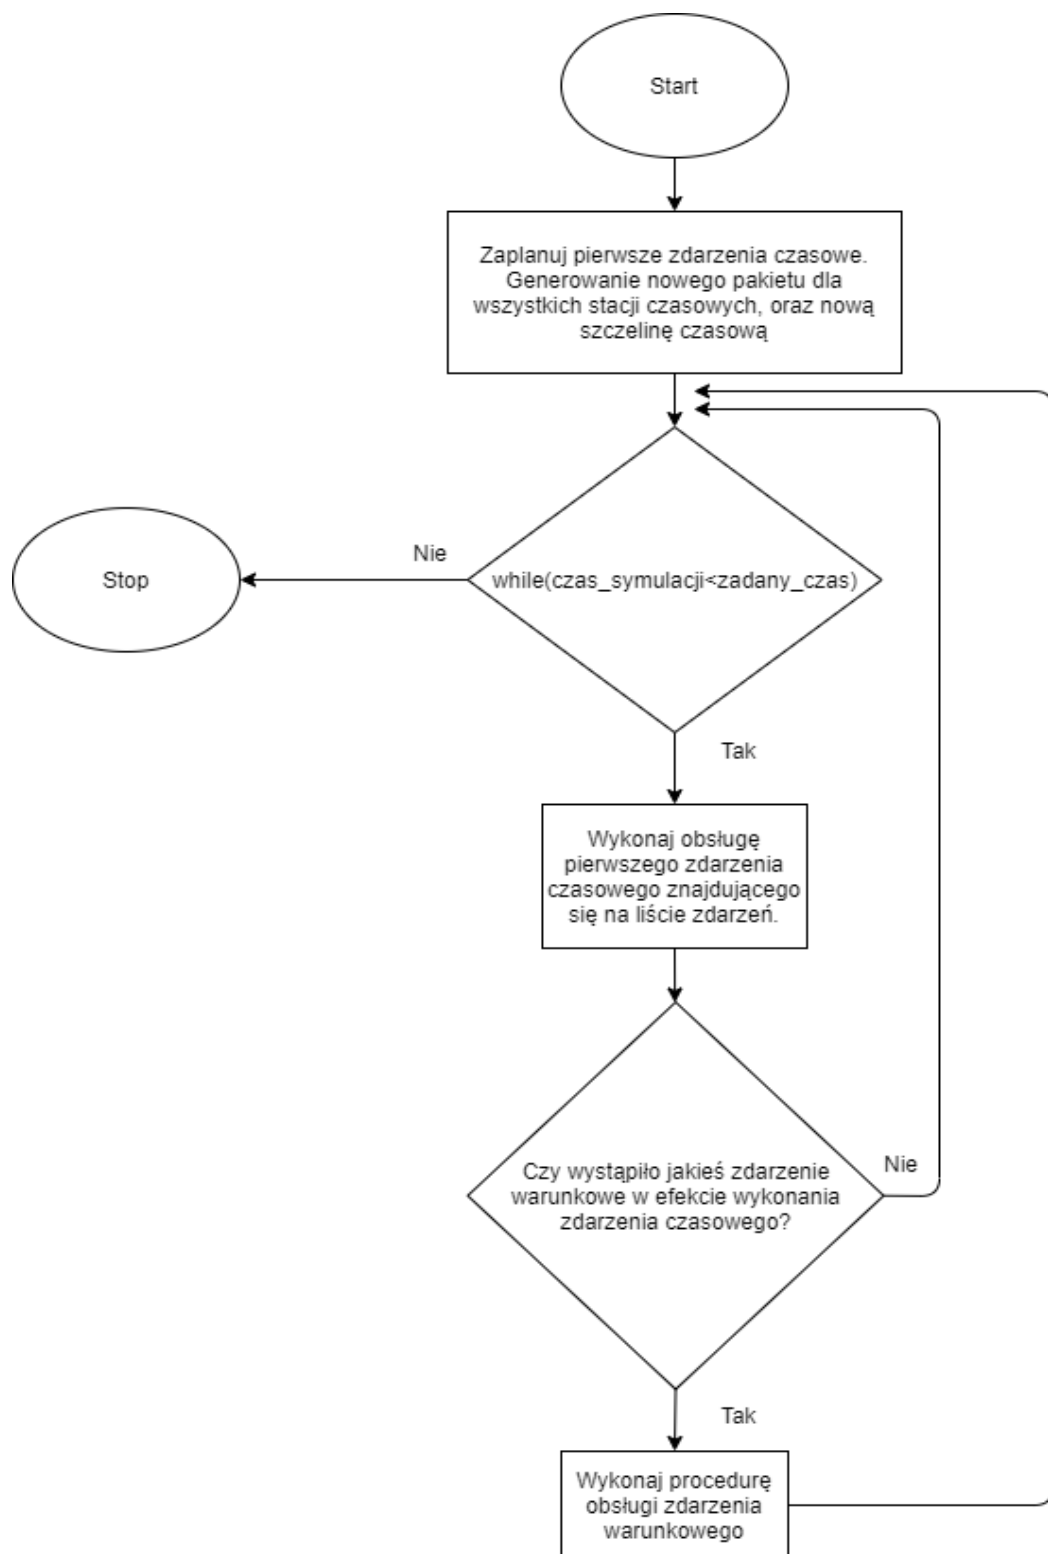 Start
Zaplanuj pierwsze zdarzenia czasowe.
Generowanie nowego pakietu dla
wszystkich stacji czasowych, oraz nową
szczelinę czasową
Nie
Stop
while(czas_symulacji<zadany_czas)
Tak
Wykonaj obsługę
pierwszego zdarzenia
czasowego znajdującego
się na liście zdarzeń.
Nie
Czy wystąpiło jakieś zdarzenie
warunkowe w efekcie wykonania
zdarzenia czasowego?
Tak
Wykonaj procedurę
obsługi zdarzenia
warunkowego